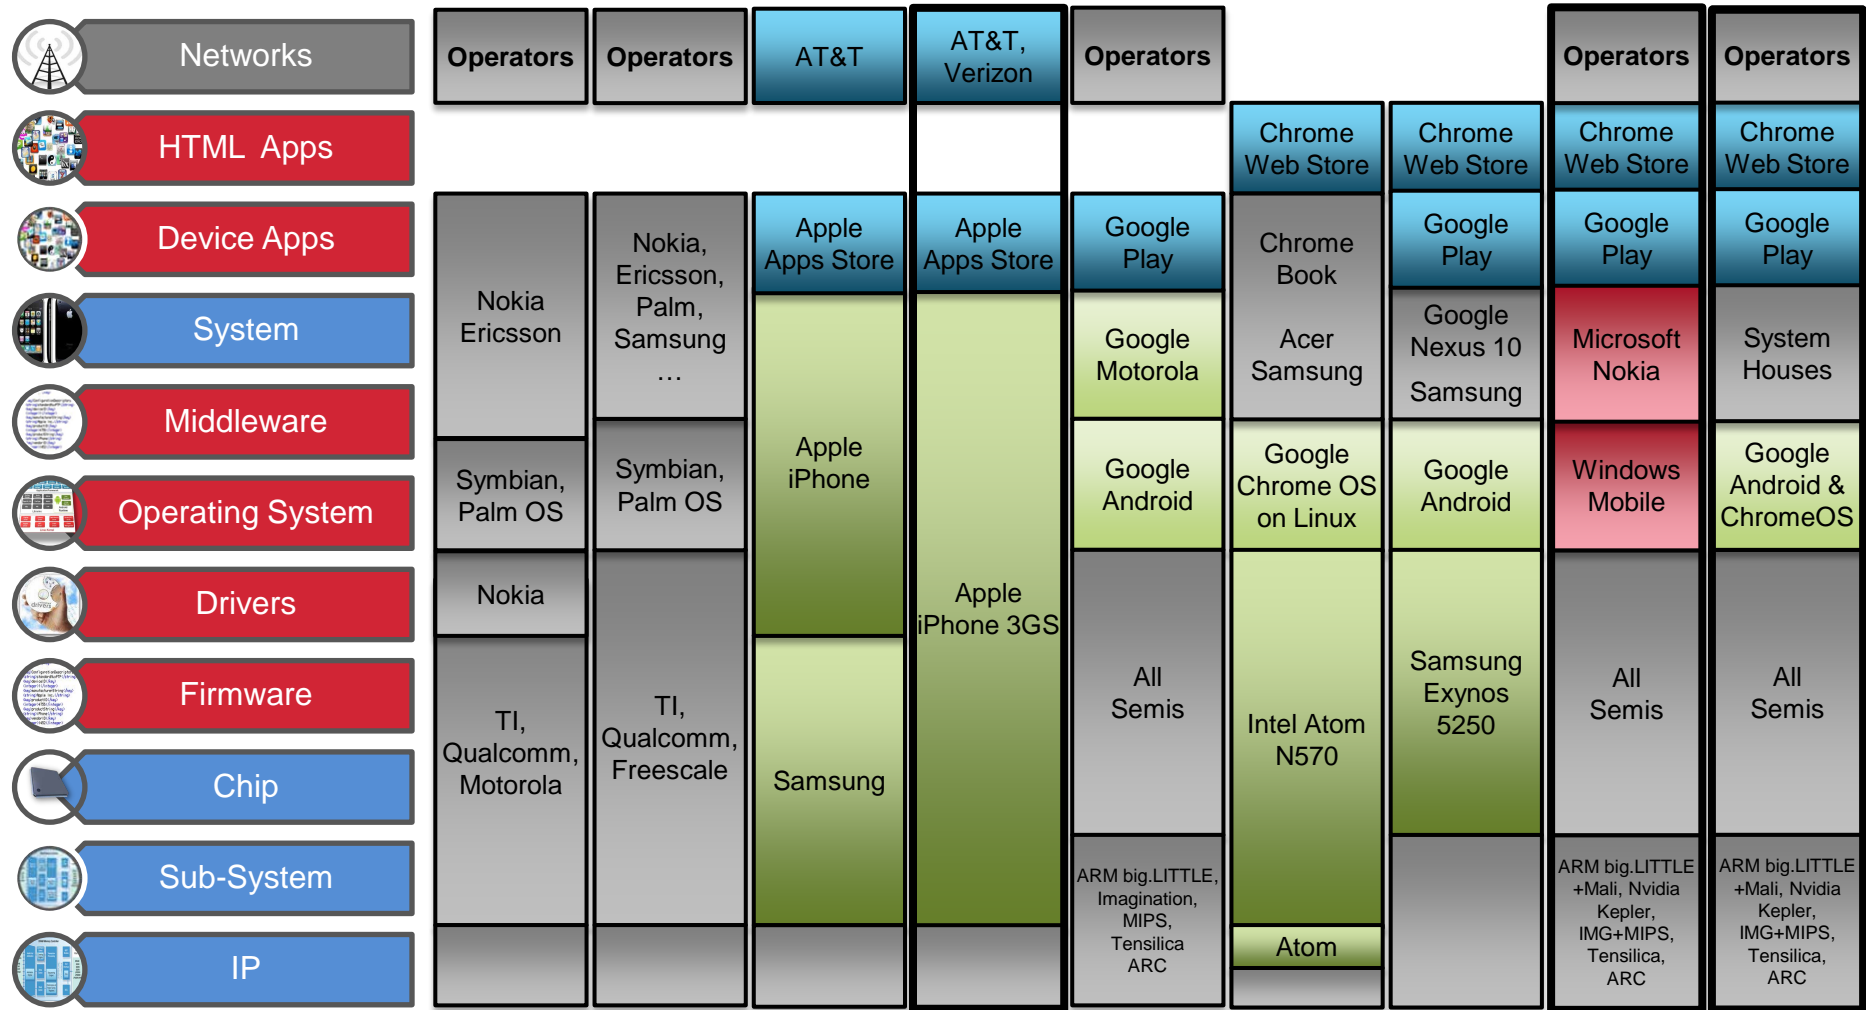 Networks
HTML Apps
Device Apps
System
Middleware
Operating System
Drivers
Firmware
Chip
Sub-System
IP
Operators
Nokia
Ericsson
Symbian,
Palm OS
Nokia
TI,
Qualcomm,
Motorola
Operators
Nokia,
Ericsson,
Palm,
Samsung
…
Symbian,
Palm OS
TI,
Qualcomm,
Freescale
AT&T
Apple
Apps Store
Apple
iPhone
Samsung
AT&T,
Verizon
Apple
Apps Store
Apple
iPhone 3GS
Operators
Google
Play
Google
Motorola
Google
Android
All
Semis
ARM big.LITTLE,
Imagination,
MIPS,
Tensilica
ARC
Chrome
Web Store
Chrome
Book
Acer
Samsung
Google
Chrome OS
on Linux
Intel Atom
N570
Atom
Chrome
Web Store
Google
Play
Google
Nexus 10
Samsung
Google
Android
Samsung
Exynos
5250
Operators
Chrome
Web Store
Google
Play
Microsoft
Nokia
Windows
Mobile
All
Semis
ARM big.LITTLE
+Mali, Nvidia
Kepler,
IMG+MIPS,
Tensilica,
ARC
Operators
Chrome
Web Store
Google
Play
System
Houses
Google
Android &
ChromeOS
All
Semis
ARM big.LITTLE
+Mali, Nvidia
Kepler,
IMG+MIPS,
Tensilica,
ARC